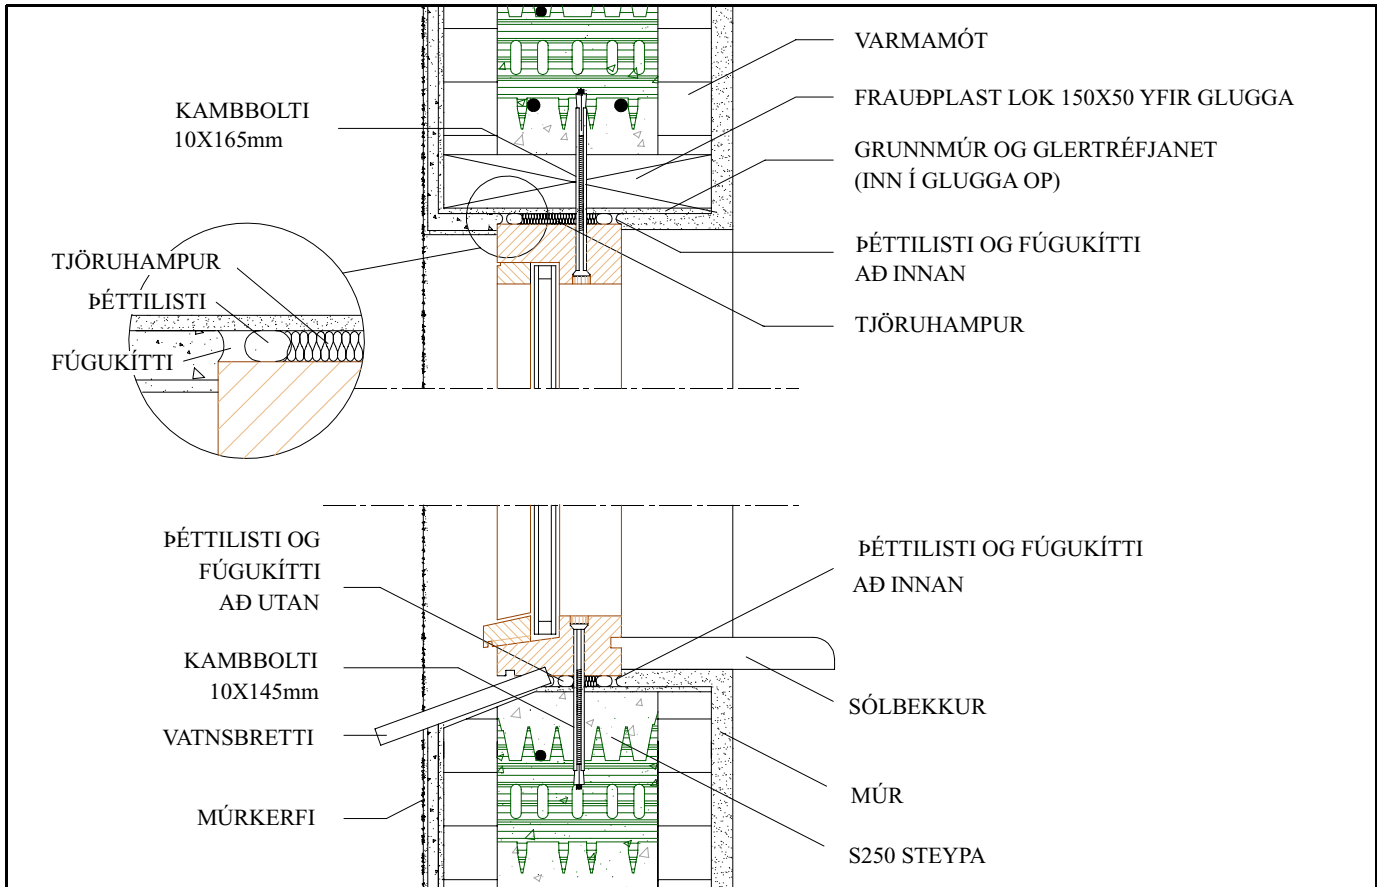 VARMAMÓT
KAMBBOLTI
10X165mm
FRAUÐPLAST LOK 150X50 YFIR GLUGGA
GRUNNMÚR OG GLERTRÉFJANET
(INN Í GLUGGA OP)
ÞÉTTILISTI OG FÚGUKÍTTI
AÐ INNAN
TJÖRUHAMPUR
TJÖRUHAMPUR
ÞÉTTILISTI
FÚGUKÍTTI
ÞÉTTILISTI OG
FÚGUKÍTTI
AÐ UTAN
ÞÉTTILISTI OG FÚGUKÍTTI
AÐ INNAN
KAMBBOLTI
10X145mm
VATNSBRETTI
MÚRKERFI
SÓLBEKKUR
MÚR
S250 STEYPA